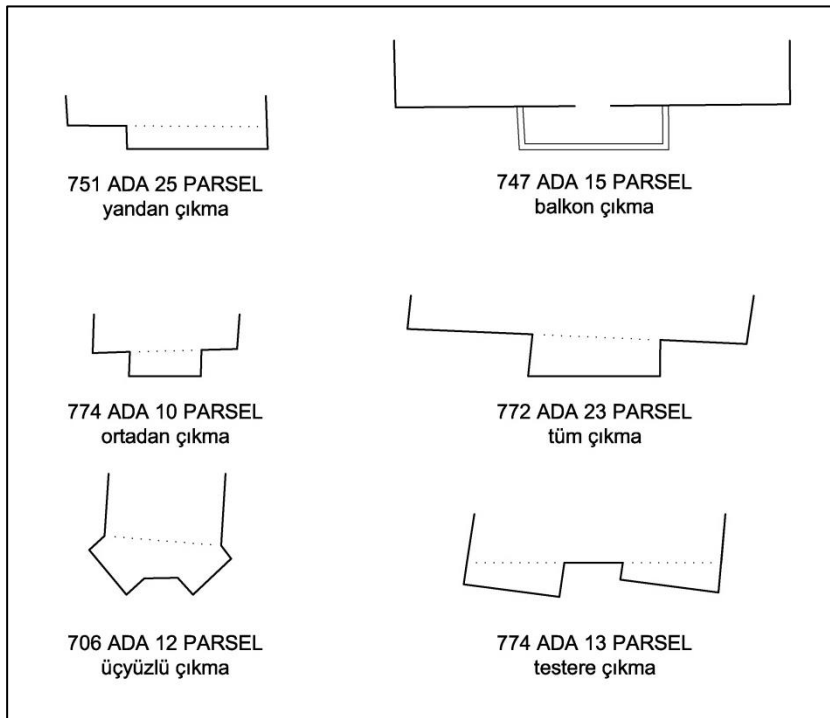 751 ADA 25 PARSEL
yandan çıkma
747 ADA 15 PARSEL
balkon çıkma
774 ADA 10 PARSEL
ortadan çıkma
772 ADA 23 PARSEL
tüm çıkma
706 ADA 12 PARSEL
üçyüzlü çıkma
774 ADA 13 PARSEL
testere çıkma